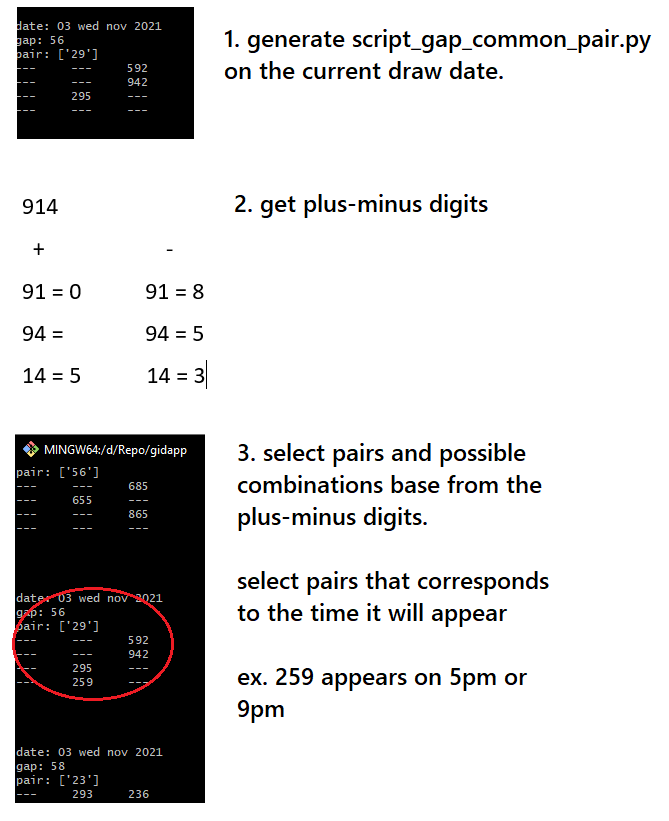 date: 03 wed nov 2021
gap: 56
pair: ['29']
--- --- 592
--- --- 942
--- 295 ---
--- --- ---
1. generate script_gap_common_pair.py
on the current draw date.
914
2. get plus-minus digits
+ -
91 = 0 91 = 8
94 = 94 = 5
14 = 5 14 = 3
MINGW64:/d/Repo/gidapp
pair: ['56']
--- --- 685
--- 655 ---
--- --- 865
--- --- ---
date: 03 wed nov 2021
gap: 56
pair: ['29']
--- --- 592
--- --- 942
--- 295 ---
--- 259 ---
date: 03 wed nov 2021
gap: 58
pair: ['23']
--- 293 236
3. select pairs and possible
combinations base from the
plus-minus digits.
select pairs that corresponds
to the time it will appear
ex. 259 appears on 5pm or
9pm